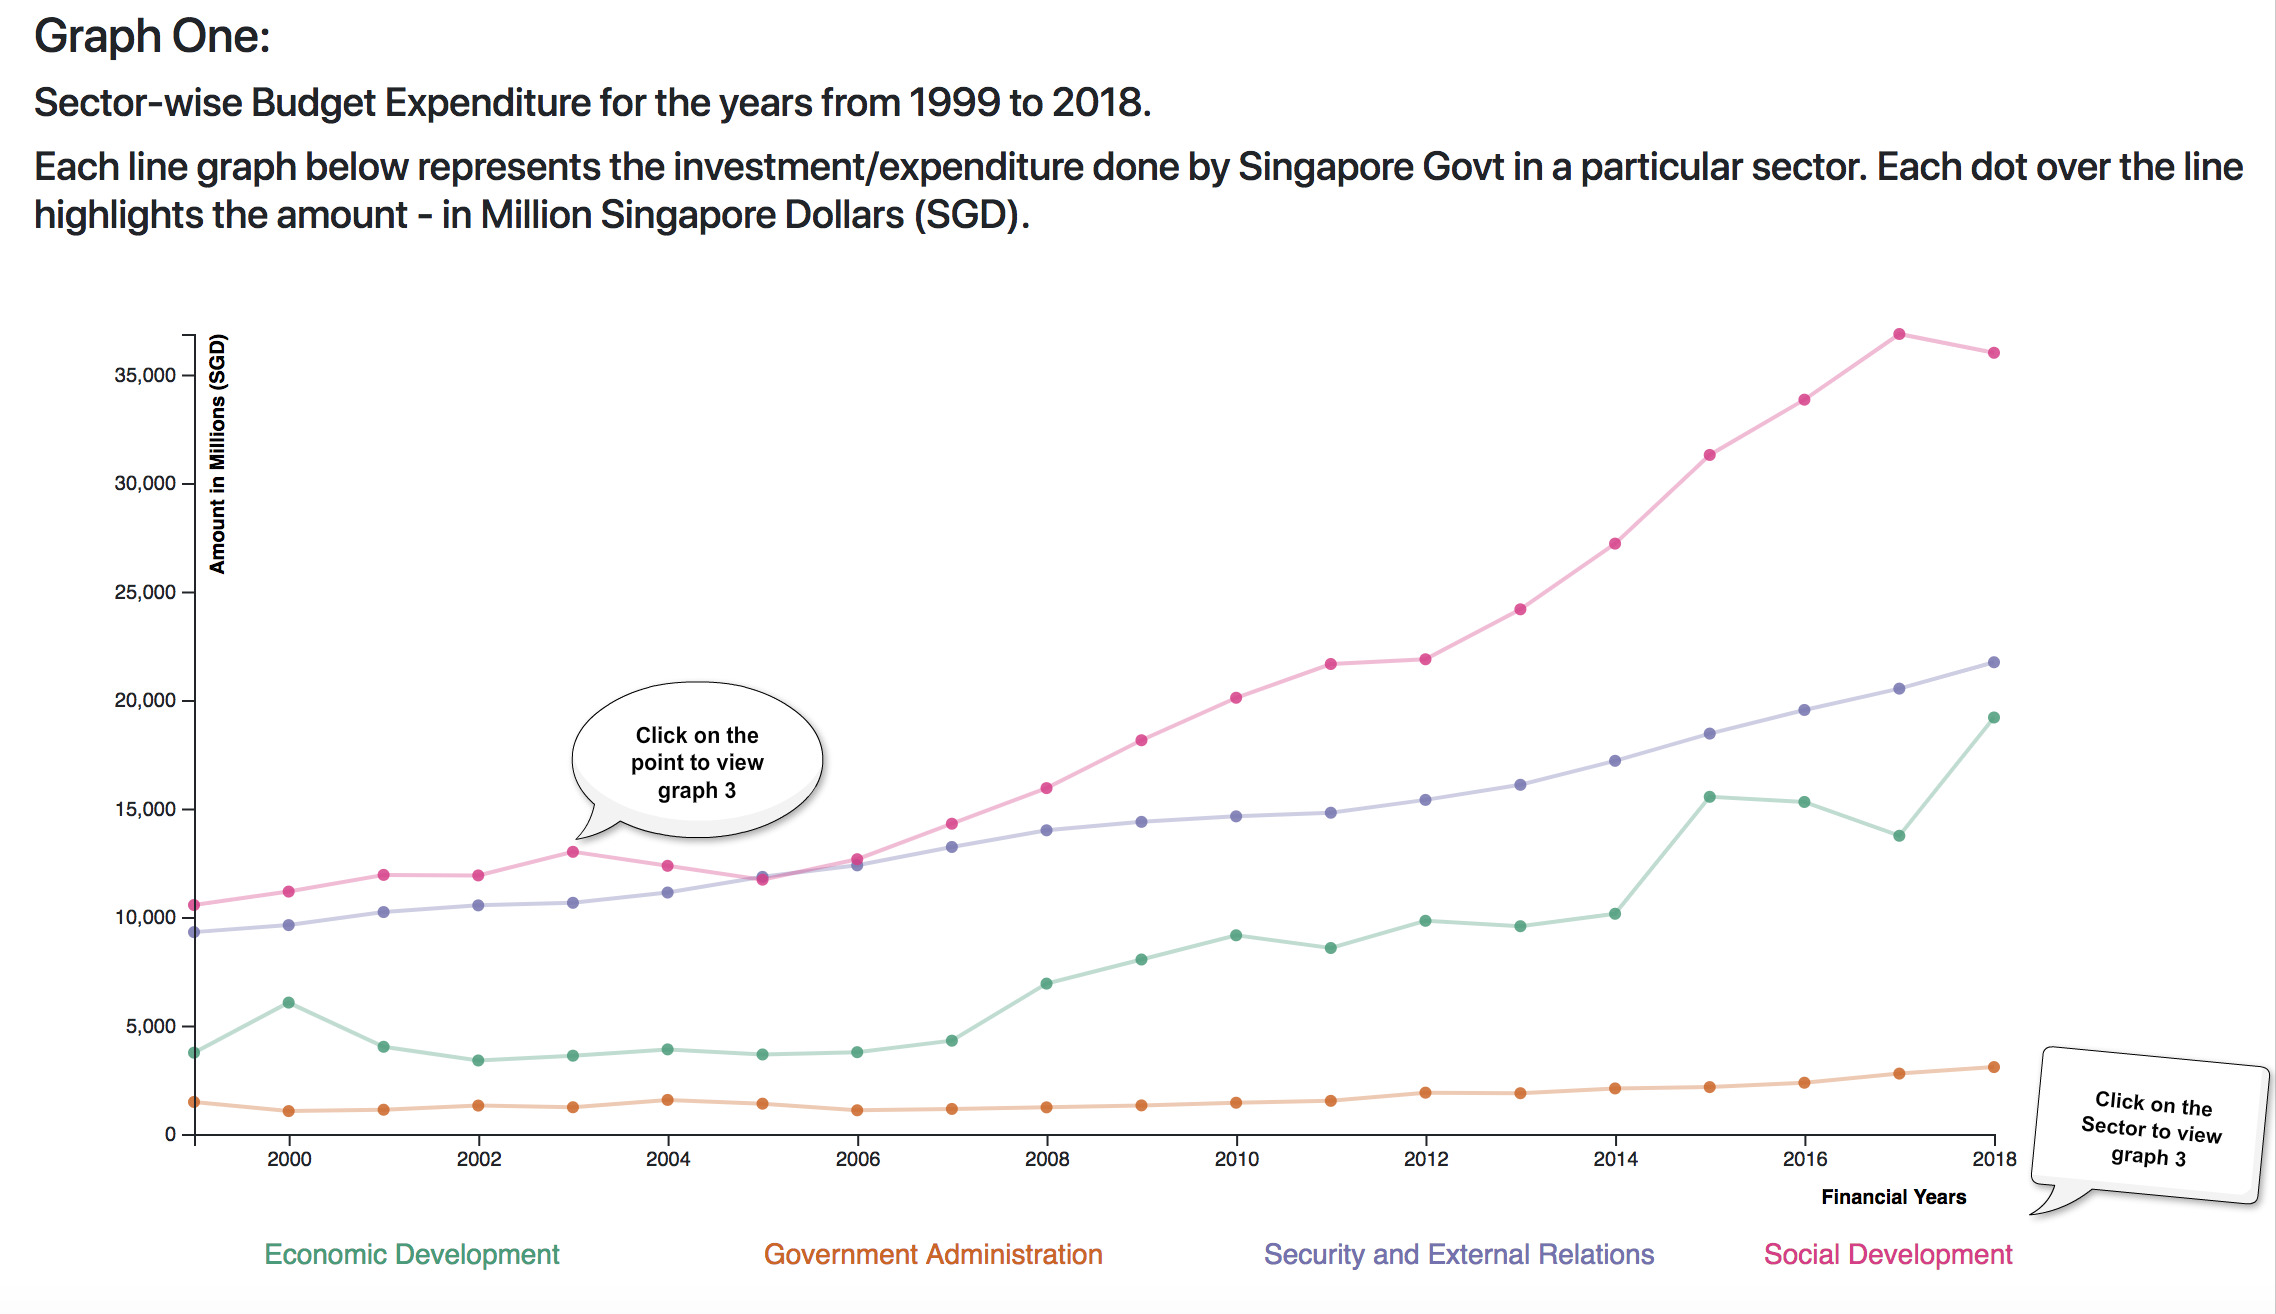 Graph One:
Sector-wise Budget Expenditure for the years from 1999 to 2018.
Each line graph below represents the investment/expenditure done by Singapore Govt in a particular sector. Each dot over the line
highlights the amount - in Million Singapore Dollars (SGD).
Amount in Millions (SGD)
35,000
30,000
25,000
20,000
15,000
10,000
5,000
0
Click on the
point to view
graph 3
2000 2002 2004 2006 2008 2010 2012 2014 2016 2018
Financial Years
Click on the
Sector to view
graph 3
Economic Development Government Administration Security and External Relations Social Development